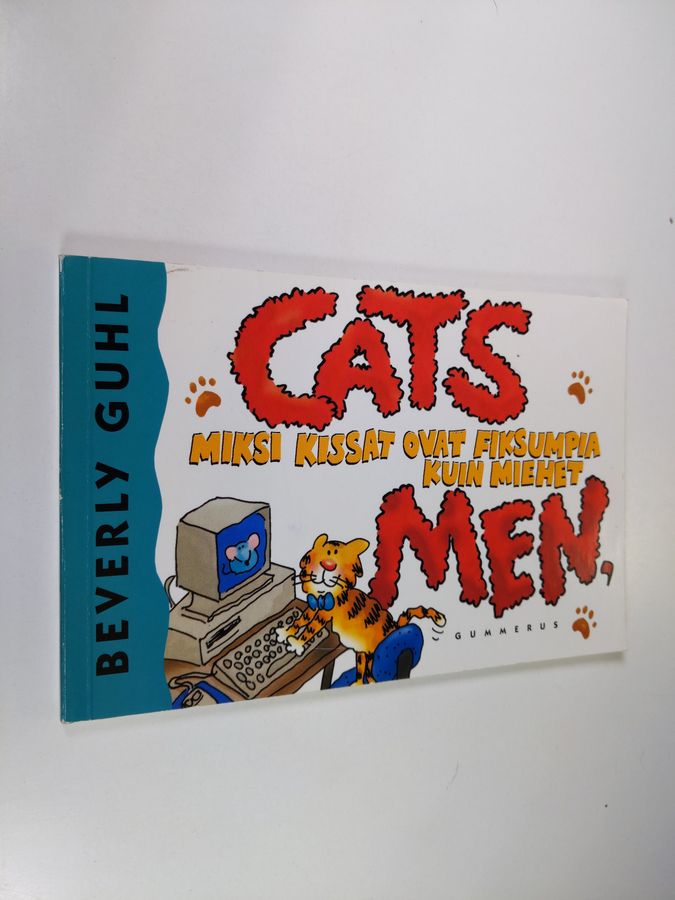 BEVERLY GUHL
CATS
MIKSI KISSAT OVAT FIKSUMPIA
KUIN MIEHET
MEN,
GUMMERUS